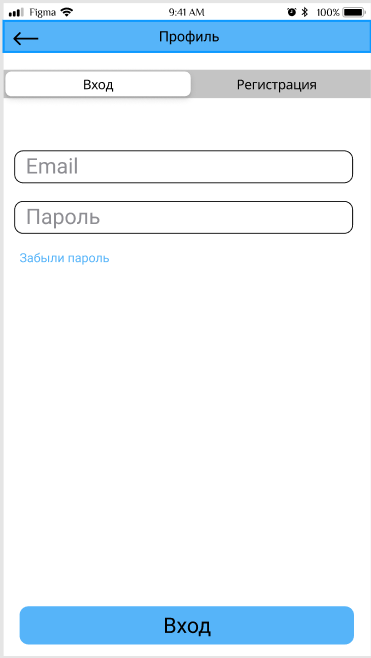 Figma 9:41 AM 100%
Профиль
Вход Регистрация
Email
Пароль
Забыли пароль
Вход